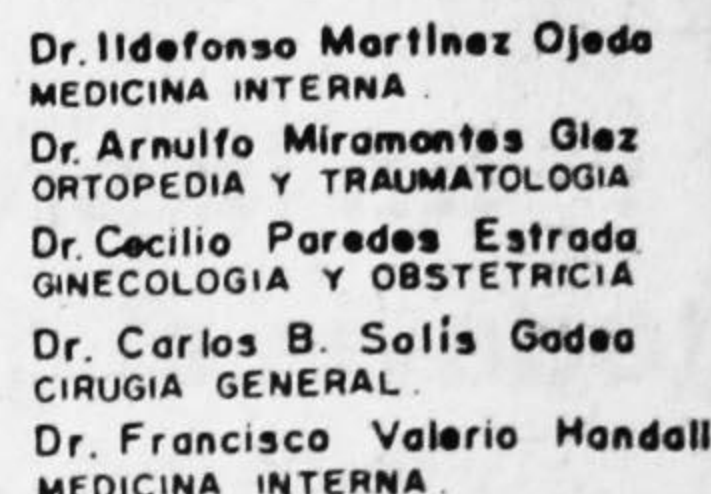 Dr. Ildefonso Martínez Ojeda
MEDICINA INTERNA.
Dr. Arnulfo Miramontes Glez
ORTOPEDIA Y TRAUMATOLOGIA
Dr. Cecilio Paredes Estrada
GINECOLOGIA Y OBSTETRICIA
Dr. Carlos B. Solís Gadea
CIRUGIA GENERAL.
Dr. Francisco Valerio Handall
MEDICINA INTERNA.